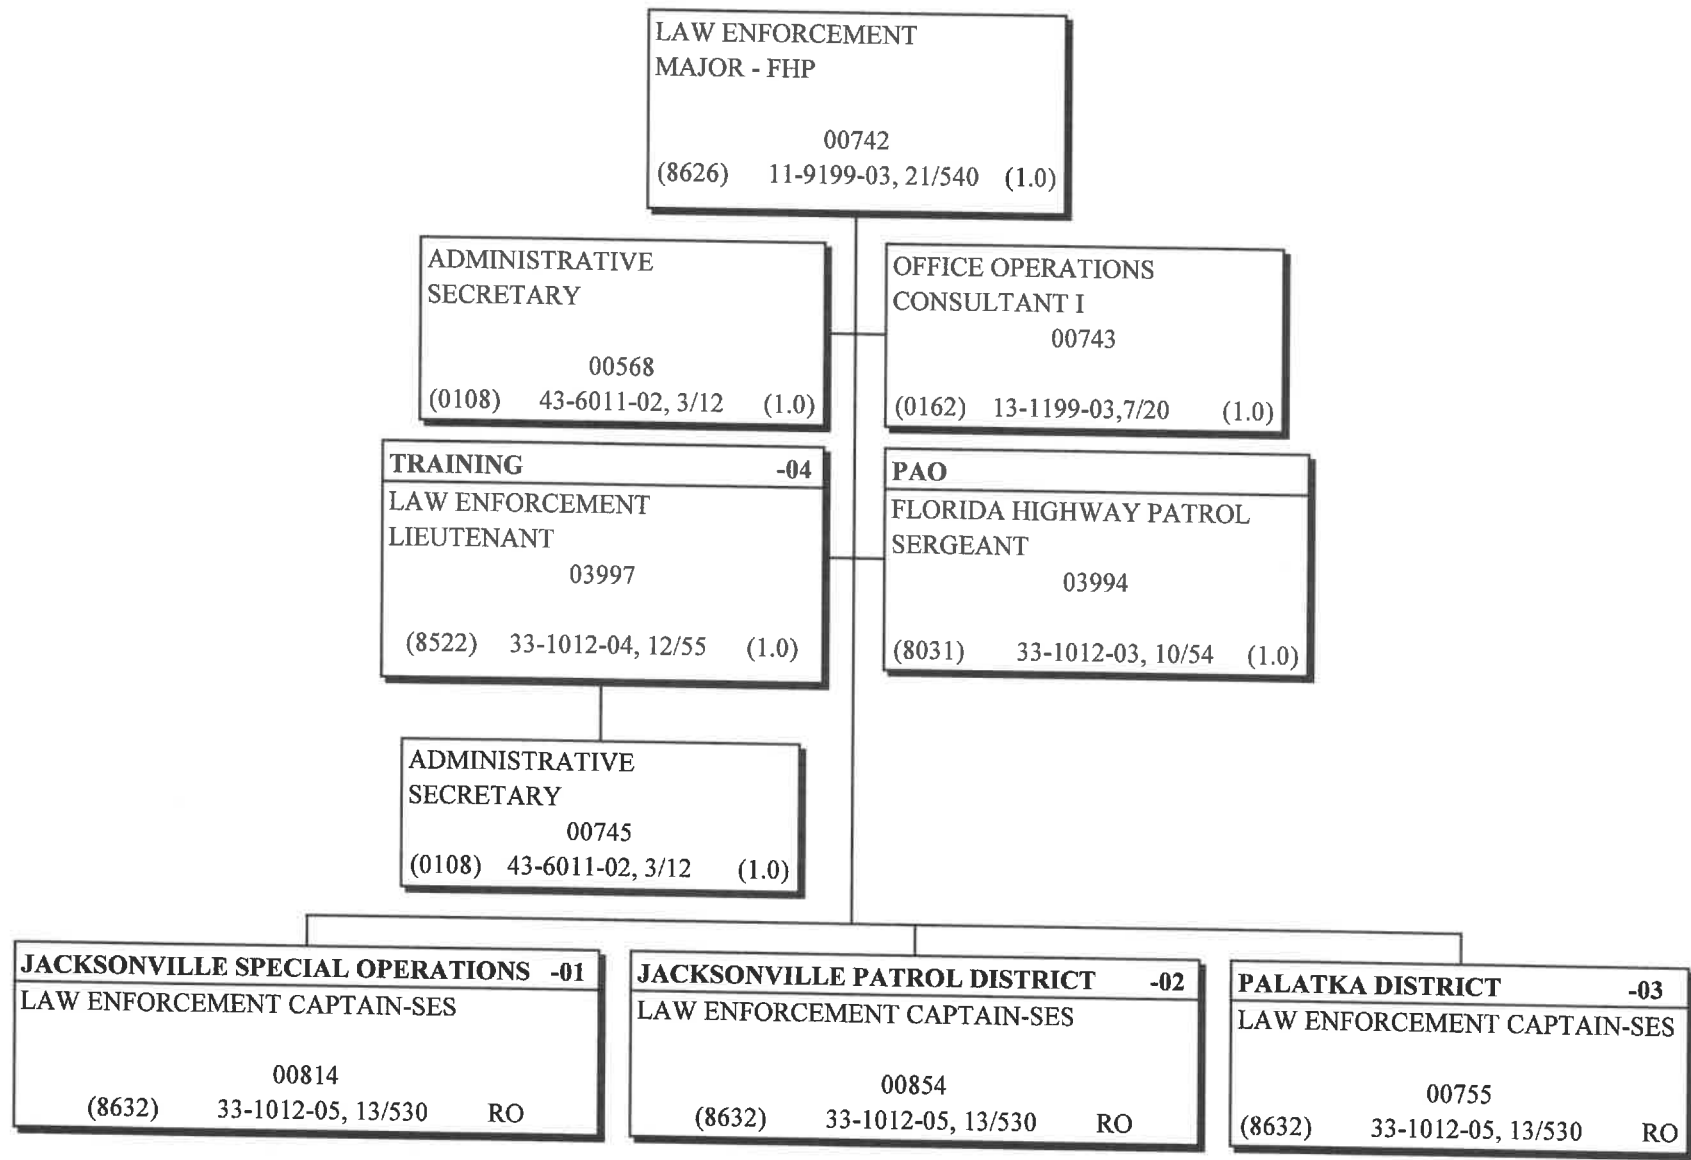 LAW ENFORCEMENT
MAJOR - FHP
00742
(8626) 11-9199-03, 21/540 (1.0)
ADMINISTRATIVE
SECRETARY
00568
(0108) 43-6011-02, 3/12 (1.0)
OFFICE OPERATIONS
CONSULTANT I
00743
(0162) 13-1199-03,7/20 (1.0)
TRAINING -04
LAW ENFORCEMENT
LIEUTENANT
03997
(8522) 33-1012-04, 12/55 (1.0)
PAO
FLORIDA HIGHWAY PATROL
SERGEANT
03994
(8031) 33-1012-03, 10/54 (1.0)
ADMINISTRATIVE
SECRETARY
00745
(0108) 43-6011-02, 3/12 (1.0)
JACKSONVILLE SPECIAL OPERATIONS -01
LAW ENFORCEMENT CAPTAIN-SES
00814
(8632) 33-1012-05, 13/530 RO
JACKSONVILLE PATROL DISTRICT -02
LAW ENFORCEMENT CAPTAIN-SES
00854
(8632) 33-1012-05, 13/530 RO
PALATKA DISTRICT -03
LAW ENFORCEMENT CAPTAIN-SES
00755
(8632) 33-1012-05, 13/530 RO